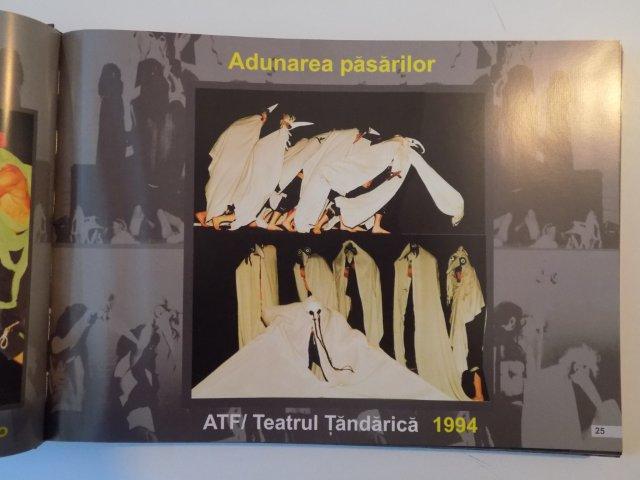 Adunarea păsărilor
ATF/ Teatrul Țăndărică 1994
25